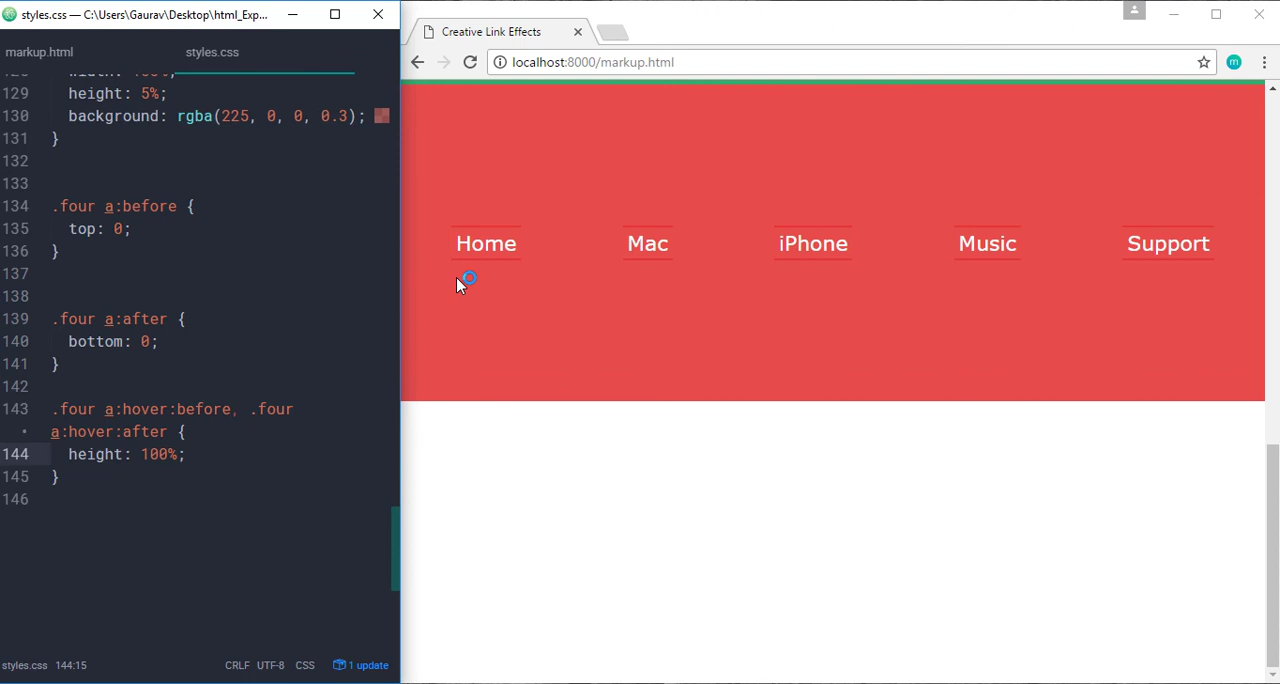 styles.css — C:\Users\Gaurav\Desktop\html_Exp...
markup.html
styles.css
129 height: 5%;
130 background: rgba(225, 0, 0, 0.3);
131 }
132
133
134 .four a:before {
135 top: 0;
136 }
137
138
139 .four a:after {
140 bottom: 0;
141 }
142
143 .four a:hover:before, .four
• a:hover:after {
144 height: 100%;
145 }
146
styles.css 144:15 CRLF UTF-8 CSS 1 update
Creative Link Effects
localhost:8000/markup.html
m
Home Mac iPhone Music Support